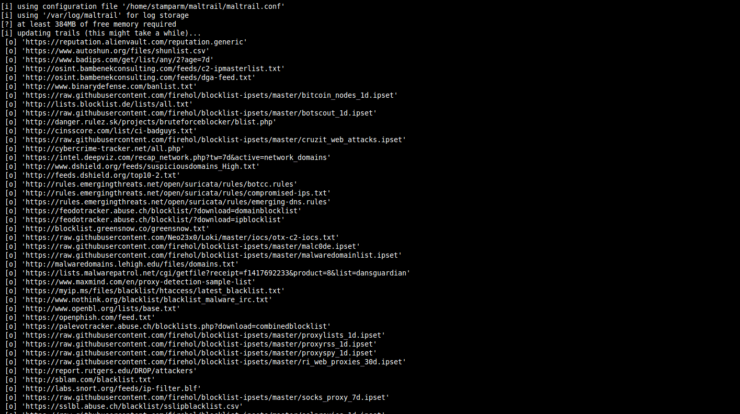 [i] using configuration file '/home/stamparm/maltrail/maltrail.conf'
[i] using '/var/log/maltrail' for log storage
[?] at least 384MB of free memory required
[i] updating trails (this might take a while)...
[o] 'https://reputation.alienvault.com/reputation.generic'
[o] 'https://www.autoshun.org/files/shunlist.csv'
[o] 'https://www.badips.com/get/list/any/2?age=7d'
[o] 'http://osint.bambenekconsulting.com/feeds/c2-ipmasterlist.txt'
[o] 'http://osint.bambenekconsulting.com/feeds/dga-feed.txt'
[o] 'http://www.binarydefense.com/banlist.txt'
[o] 'https://raw.githubusercontent.com/firehol/blocklist-ipsets/master/bitcoin_nodes_1d.ipset'
[o] 'http://lists.blocklist.de/lists/all.txt'
[o] 'https://raw.githubusercontent.com/firehol/blocklist-ipsets/master/botscout_1d.ipset'
[o] 'http://danger.rulez.sk/projects/bruteforceblocker/blist.php'
[o] 'http://cinsscore.com/list/ci-badguys.txt'
[o] 'https://raw.githubusercontent.com/firehol/blocklist-ipsets/master/cruzit_web_attacks.ipset'
[o] 'http://cybercrime-tracker.net/all.php'
[o] 'https://intel.deepviz.com/recap_network.php?tw=7d&active=network_domains'
[o] 'http://www.dshield.org/feeds/suspiciousdomains_High.txt'
[o] 'http://feeds.dshield.org/top10-2.txt'
[o] 'http://rules.emergingthreats.net/open/suricata/rules/botcc.rules'
[o] 'http://rules.emergingthreats.net/open/suricata/rules/compromised-ips.txt'
[o] 'https://rules.emergingthreats.net/open/suricata/rules/emerging-dns.rules'
[o] 'https://feodotracker.abuse.ch/blocklist/?download=domainblocklist'
[o] 'https://feodotracker.abuse.ch/blocklist/?download=ipblocklist'
[o] 'http://blocklist.greensnow.co/greensnow.txt'
[o] 'https://raw.githubusercontent.com/Neo23x0/Loki/master/iocs/otx-c2-iocs.txt'
[o] 'https://raw.githubusercontent.com/firehol/blocklist-ipsets/master/malc0de.ipset'
[o] 'https://raw.githubusercontent.com/firehol/blocklist-ipsets/master/malwaredomainlist.ipset'
[o] 'http://malwaredomains.lehigh.edu/files/domains.txt'
[o] 'https://lists.malwarepatrol.net/cgi/getfile?receipt=f1417692233&product=8&list=dansguardian'
[o] 'https://www.maxmind.com/en/proxy-detection-sample-list'
[o] 'https://myip.ms/files/blacklist/htaccess/latest_blacklist.txt'
[o] 'http://www.nothink.org/blacklist/blacklist_malware_irc.txt'
[o] 'http://www.openbl.org/lists/base.txt'
[o] 'https://openphish.com/feed.txt'
[o] 'https://palevotracker.abuse.ch/blocklists.php?download=combinedblocklist'
[o] 'https://raw.githubusercontent.com/firehol/blocklist-ipsets/master/proxylists_1d.ipset'
[o] 'https://raw.githubusercontent.com/firehol/blocklist-ipsets/master/proxyrss_1d.ipset'
[o] 'https://raw.githubusercontent.com/firehol/blocklist-ipsets/master/proxyspy_1d.ipset'
[o] 'https://raw.githubusercontent.com/firehol/blocklist-ipsets/master/ri_web_proxies_30d.ipset'
[o] 'http://report.rutgers.edu/DROP/attackers'
[o] 'http://sblam.com/blacklist.txt'
[o] 'http://labs.snort.org/feeds/ip-filter.blf'
[o] 'https://raw.githubusercontent.com/firehol/blocklist-ipsets/master/socks_proxy_7d.ipset'
[o] 'https://sslbl.abuse.ch/blacklist/sslipblacklist.csv'